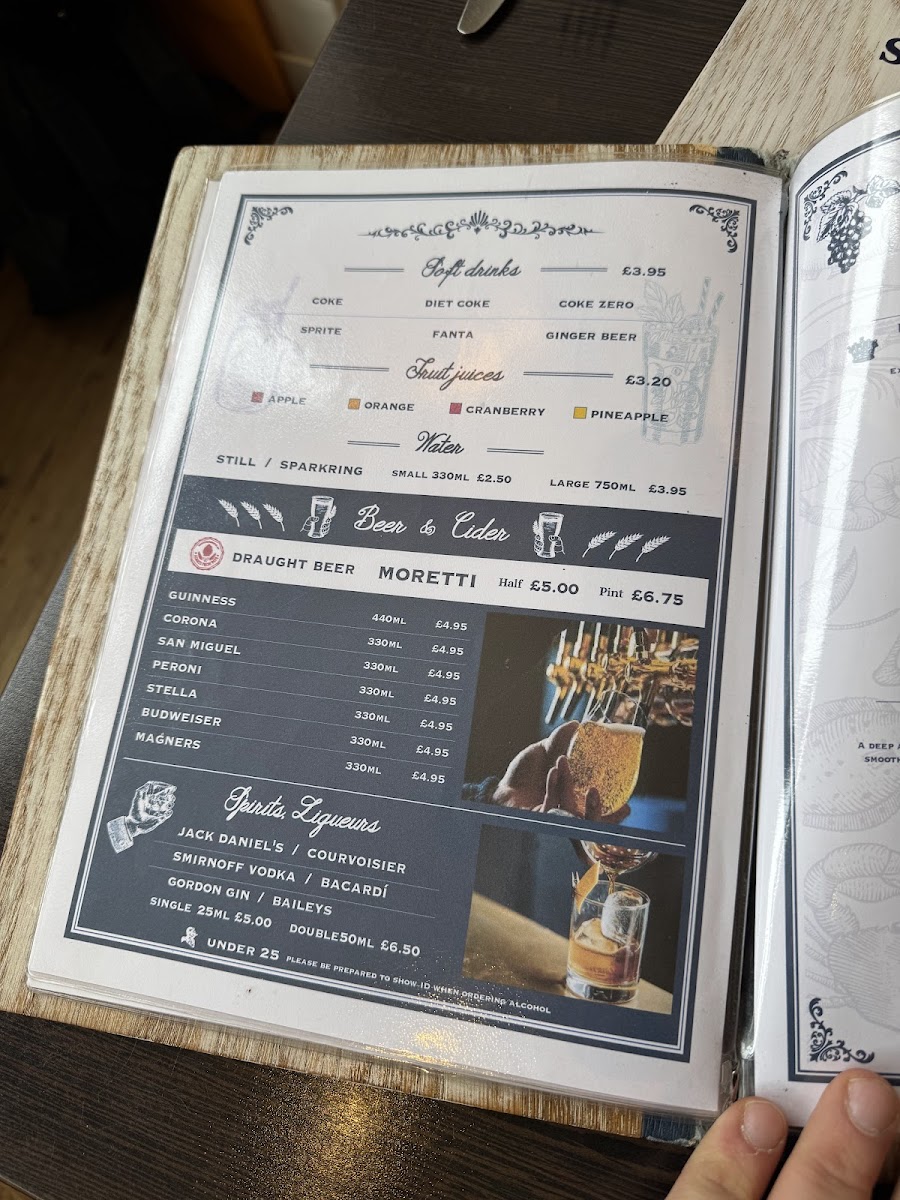 Soft drinks £3.95
COKE DIET COKE COKE ZERO
SPRITE FANTA GINGER BEER
Fruit juices £3.20
APPLE ORANGE CRANBERRY PINEAPPLE
Water
STILL / SPARKRING SMALL 330ML £2.50 LARGE 750ML £3.95
Beer & Cider
DRAUGHT BEER MORETTI Half £5.00 Pint £6.75
GUINNESS 440ML £4.95
CORONA 330ML £4.95
SAN MIGUEL 330ML £4.95
PERONI 330ML £4.95
STELLA 330ML £4.95
BUDWEISER 330ML £4.95
MAGNERS 330ML £4.95
Spirits, Liqueurs
JACK DANIEL'S / COURVOISIER
SMIRNOFF VODKA / BACARDÍ
GORDON GIN / BAILEYS
SINGLE 25ML £5.00 DOUBLE50ML £6.50
UNDER 25 PLEASE BE PREPARED TO SHOW ID WHEN ORDERING ALCOHOL
A DEEP
SMOOTH